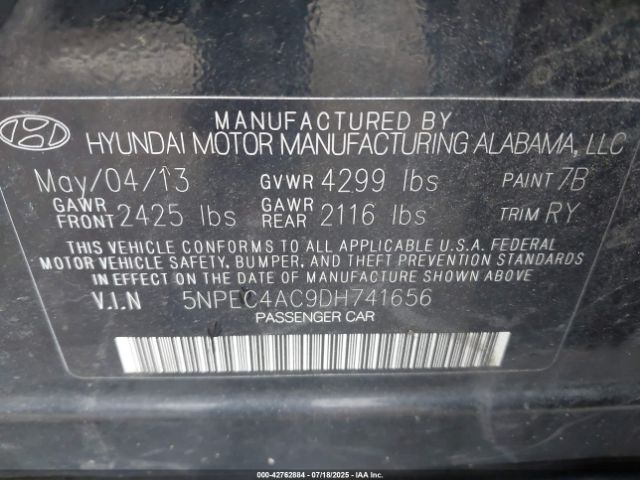 MANUFACTURED BY
HYUNDAI MOTOR MANUFACTURING ALABAMA, LLC
May/04/13 GVWR 4299 lbs PAINT 7B
GAWR FRONT 2425 lbs GAWR REAR 2116 lbs TRIM RY
THIS VEHICLE CONFORMS TO ALL APPLICABLE U.S.A. FEDERAL
MOTOR VEHICLE SAFETY, BUMPER, AND THEFT PREVENTION STANDARDS
IN EFFECT ON THE DATE OF MANUFACTURE SHOWN ABOVE
V.I.N 5NPEC4AC9DH741656
PASSENGER CAR
000-42762884 - 07/18/2025 - IAA Inc.